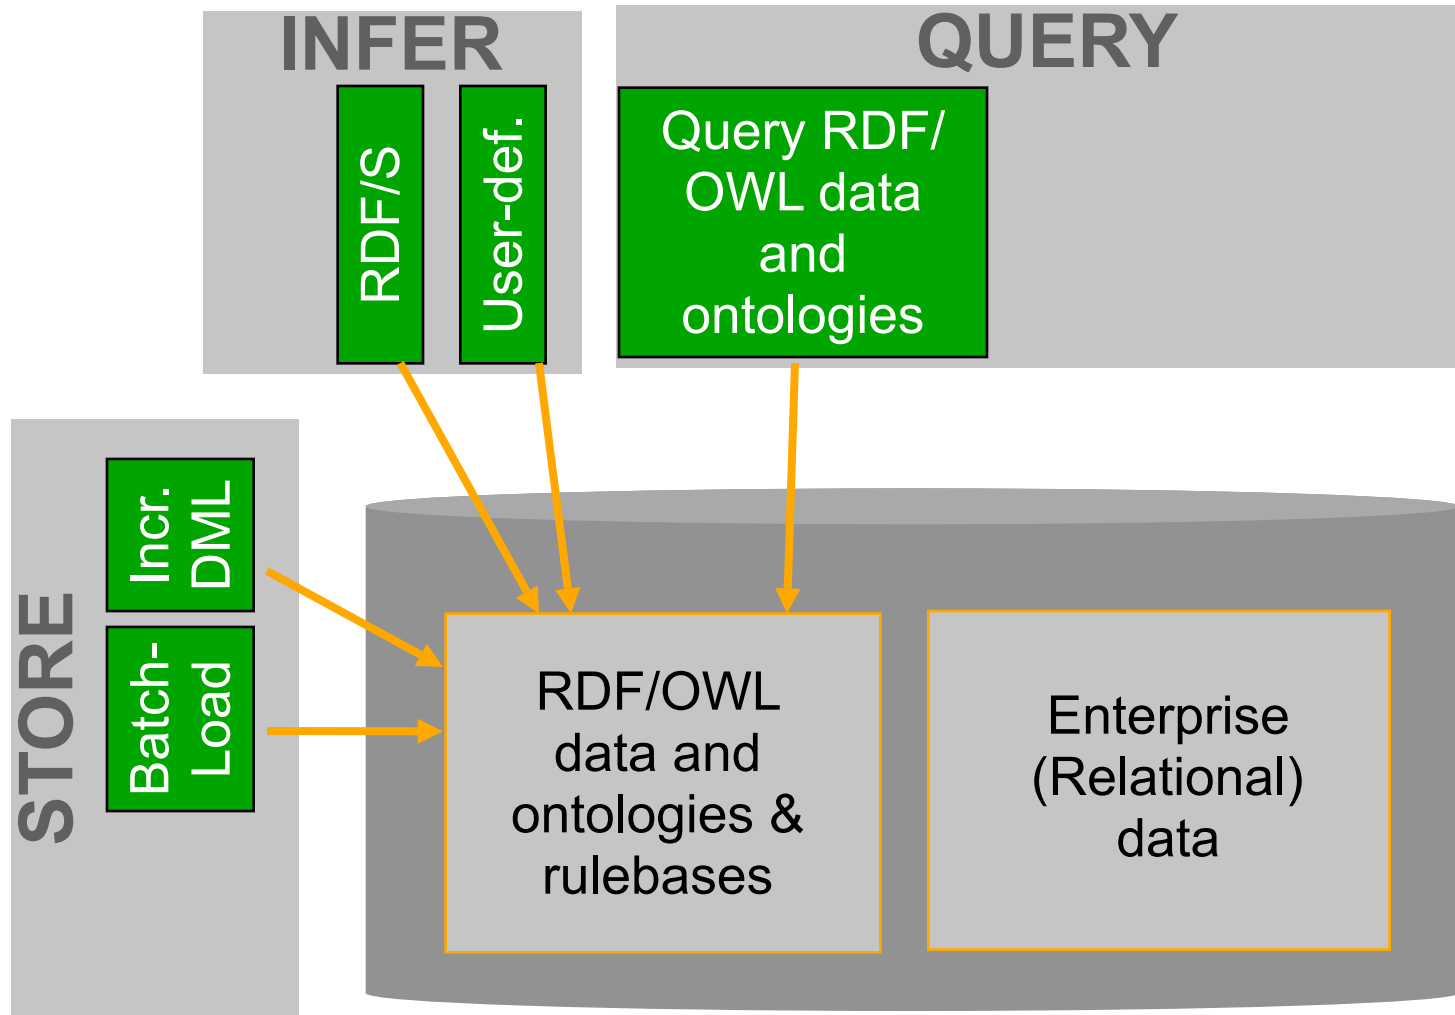 INFER
QUERY
RDF/S
User-def.
Query RDF/
OWL data
and
ontologies
STORE
Incr.
DML
Batch-
Load
RDF/OWL
data and
ontologies &
rulebases
Enterprise
(Relational)
data